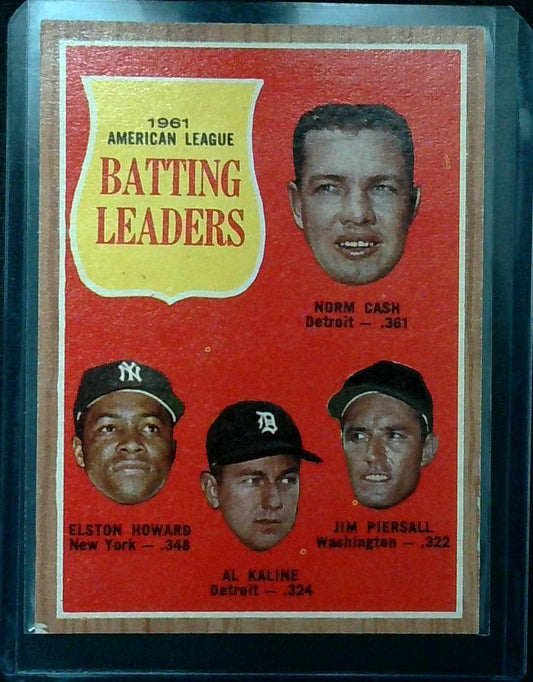 1961
AMERICAN LEAGUE
BATTING
LEADERS
NORM CASH
Detroit — .361
NY
ELSTON HOWARD
New York — .348
D
AL KALINE
Detroit — .324
JIM PIERSALL
Washington — .322